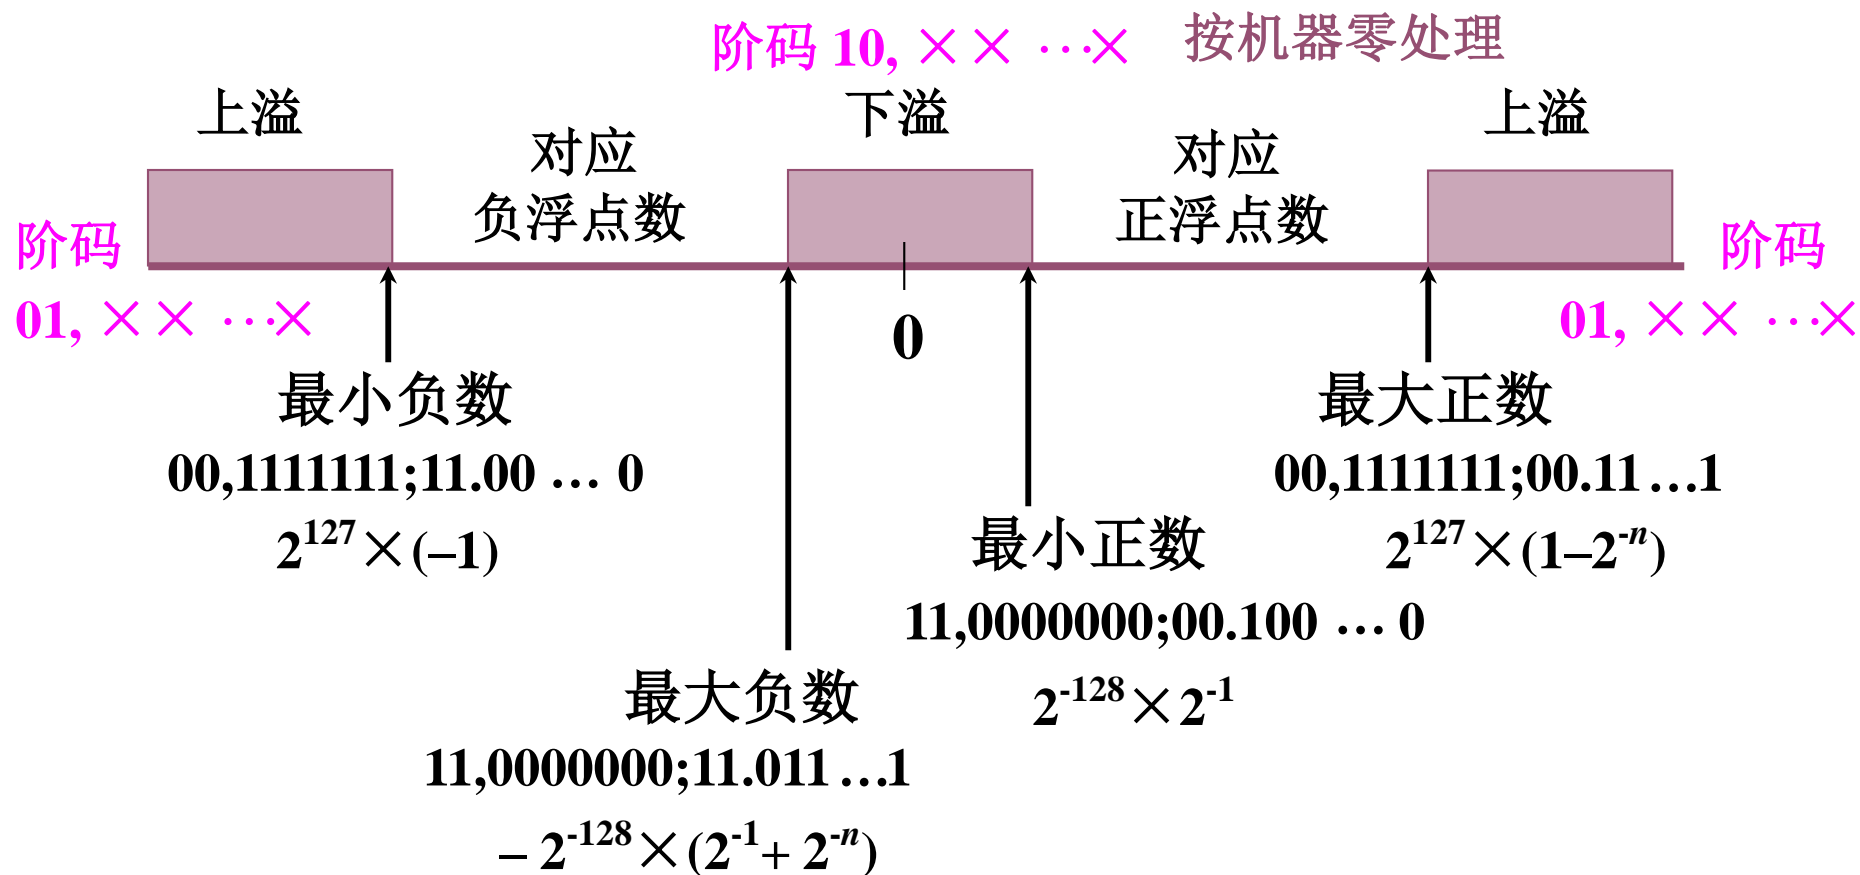 阶码 10, ×× …× 按机器零处理
上溢
下溢
上溢
对应
负浮点数
对应
正浮点数
阶码
01, ×× …×
阶码
01, ×× …×
0
最小负数
00,1111111;11.00 … 0
2^127×(–1)
最大正数
00,1111111;00.11…1
2^127×(1–2^-n)
最小正数
11,0000000;00.100 … 0
2^-128×2^-1
最大负数
11,0000000;11.011…1
– 2^-128×(2^-1+ 2^-n)